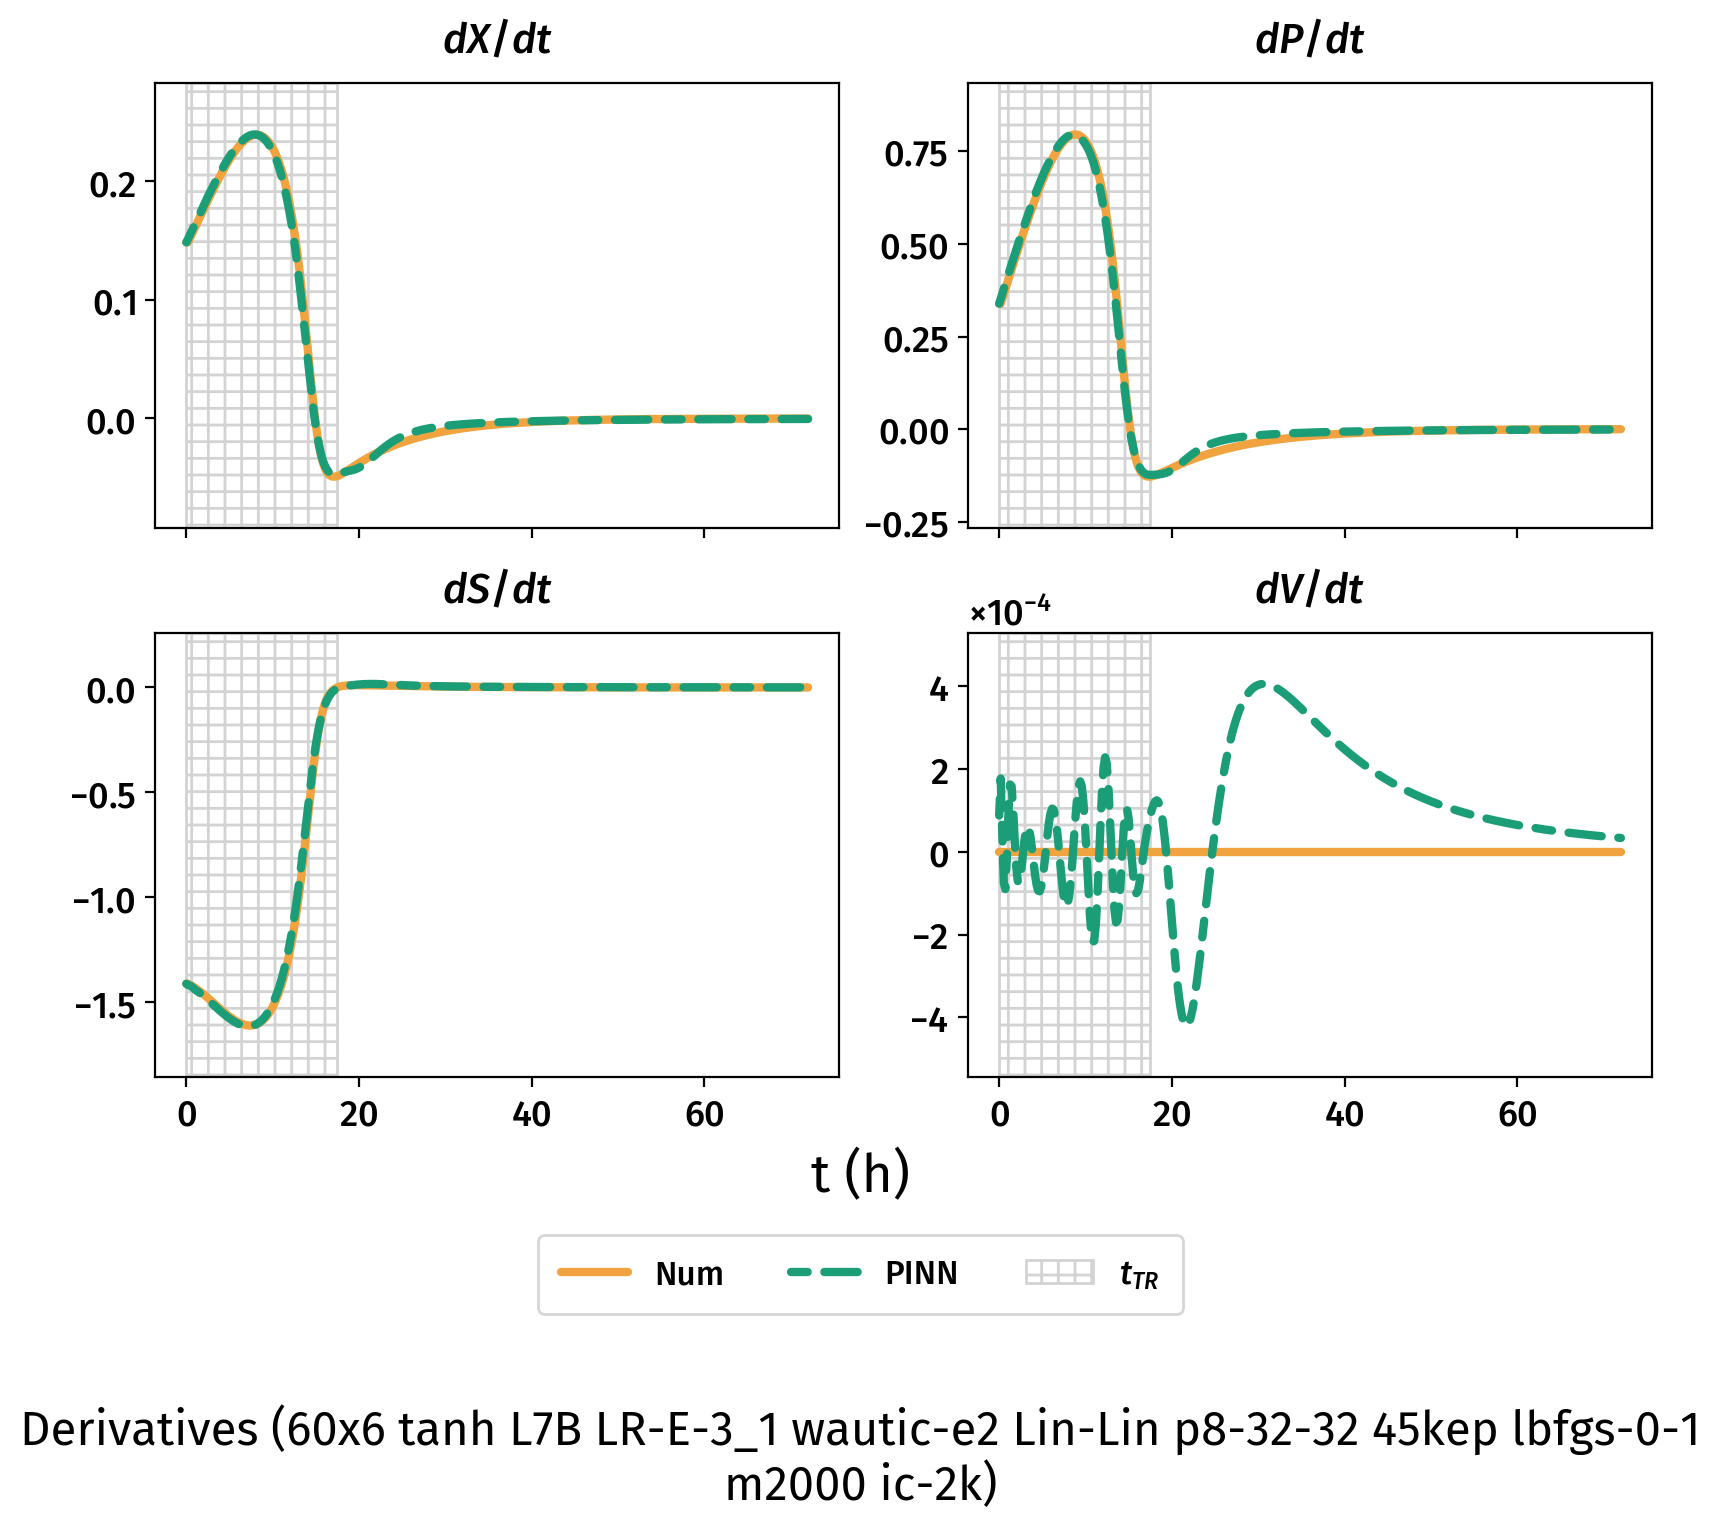 dX/dt
dP/dt
0.2
0.1
0.0
0.75
0.50
0.25
0.00
−0.25
dS/dt
dV/dt
×10⁻⁴
0.0
−0.5
−1.0
−1.5
4
2
0
−2
−4
0 20 40 60
0 20 40 60
t (h)
Num PINN t_TR
Derivatives (60x6 tanh L7B LR-E-3_1 wautic-e2 Lin-Lin p8-32-32 45kep lbfgs-0-1
m2000 ic-2k)